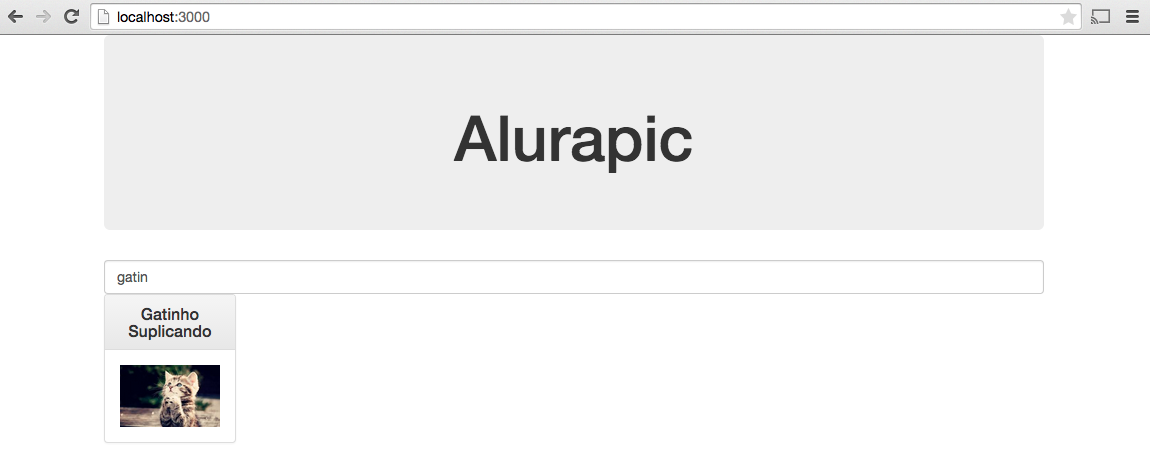 localhost:3000
Alurapic
gatin
Gatinho
Suplicando